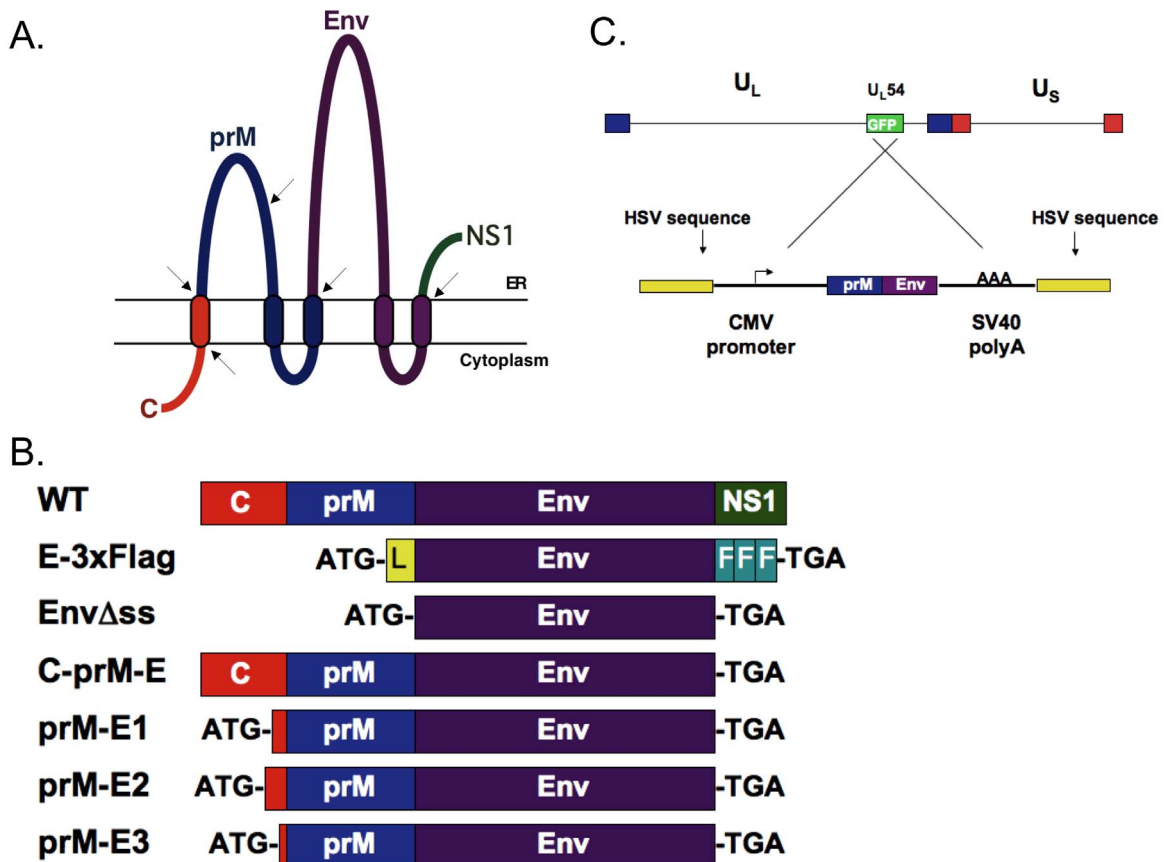 A.
Env
prM
NS1
ER
Cytoplasm
C
C.
UL
UL54
US
GFP
HSV sequence
HSV sequence
AAA
prM Env
CMV
promoter
SV40
polyA
B.
WT C prM Env NS1
E-3xFlag ATG- L Env F F F -TGA
EnvΔss ATG- Env -TGA
C-prM-E C prM Env -TGA
prM-E1 ATG- prM Env -TGA
prM-E2 ATG- prM Env -TGA
prM-E3 ATG- prM Env -TGA